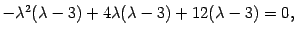 −λ²(λ − 3) + 4λ(λ − 3) + 12(λ − 3) = 0,